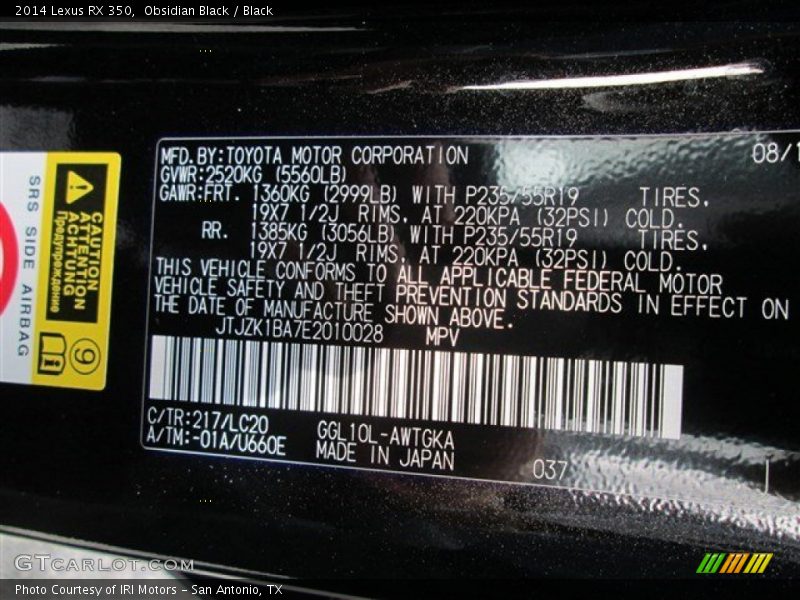 2014 Lexus RX 350,  Obsidian Black / Black
MFD.BY:TOYOTA MOTOR CORPORATION 08/1
GVWR:2520KG (5560LB)
GAWR:FRT. 1360KG (2999LB) WITH P235/55R19 TIRES.
19X7 1/2J RIMS. AT 220KPA (32PSI) COLD.
RR. 1385KG (3056LB) WITH P235/55R19 TIRES.
19X7 1/2J RIMS. AT 220KPA (32PSI) COLD.
THIS VEHICLE CONFORMS TO ALL APPLICABLE FEDERAL MOTOR
VEHICLE SAFETY AND THEFT PREVENTION STANDARDS IN EFFECT ON
THE DATE OF MANUFACTURE SHOWN ABOVE.
JTJZK1BA7E2010028 MPV
C/TR:217/LC20 GGL10L-AWTGKA
A/TM:-01A/U660E MADE IN JAPAN
037
CAUTION
ATTENTION
ACHTUNG
Предупреждение
SRS SIDE AIRBAG
9
GTCARLOT.COM
Photo Courtesy of IRI Motors – San Antonio, TX